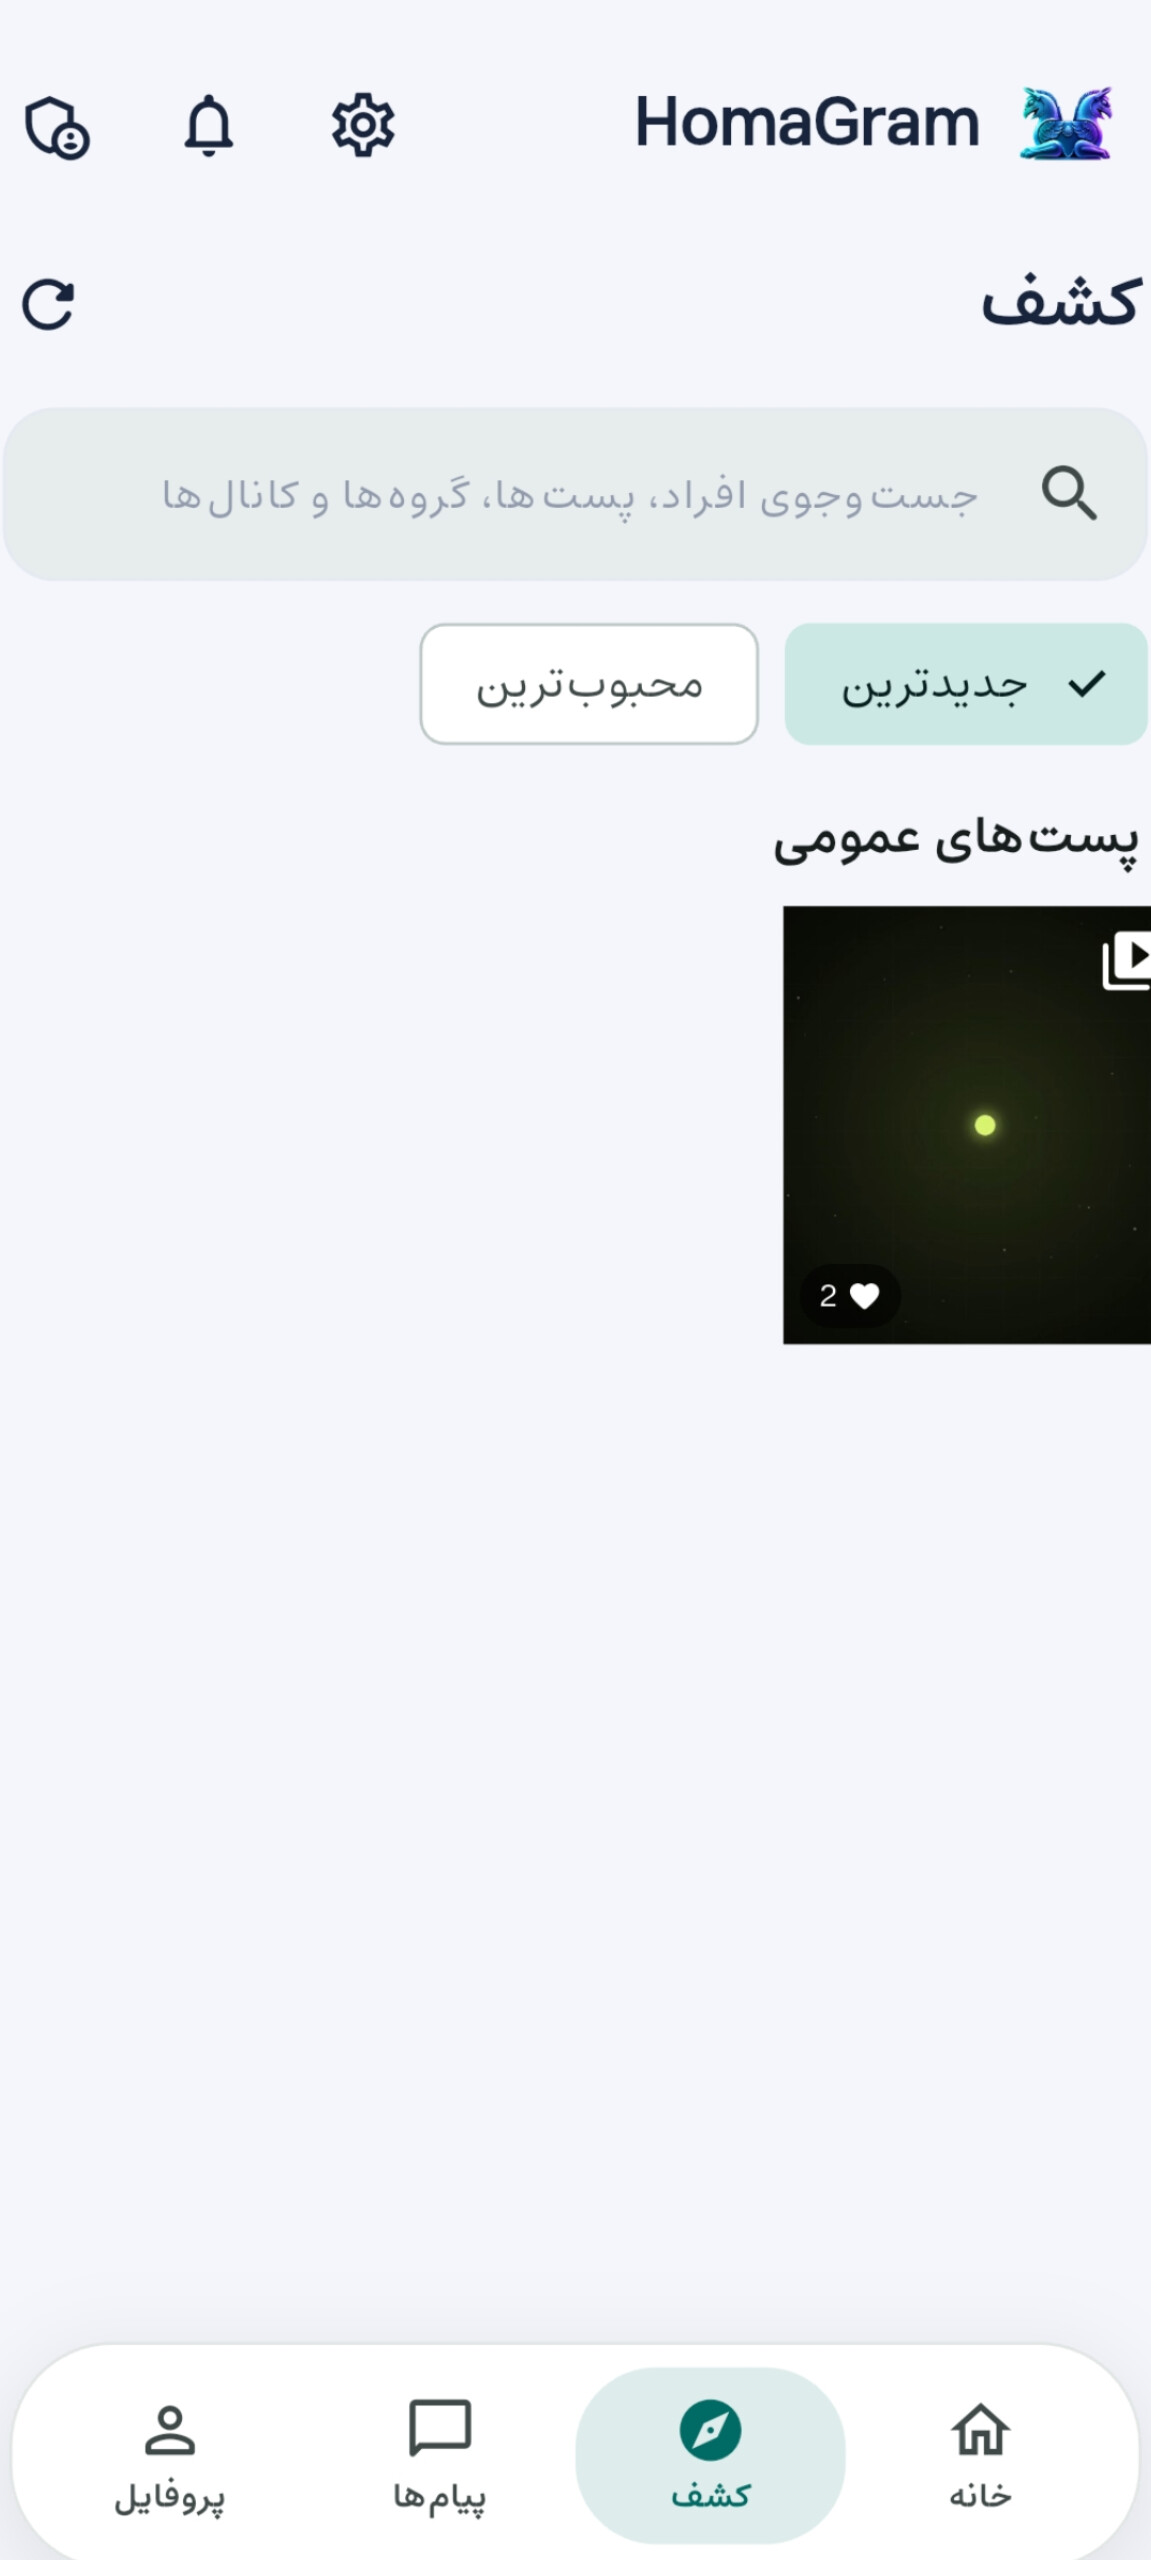 HomaGram
کشف
جست‌وجوی افراد، پست‌ها، گروه‌ها و کانال‌ها
جدیدترین
محبوب‌ترین
پست‌های عمومی
2
خانه
کشف
پیام‌ها
پروفایل